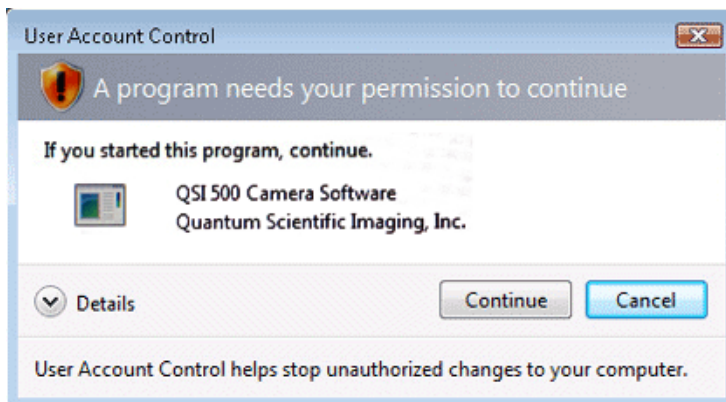 User Account Control
A program needs your permission to continue
If you started this program, continue.
QSI 500 Camera Software
Quantum Scientific Imaging, Inc.
Details
Continue
Cancel
User Account Control helps stop unauthorized changes to your computer.